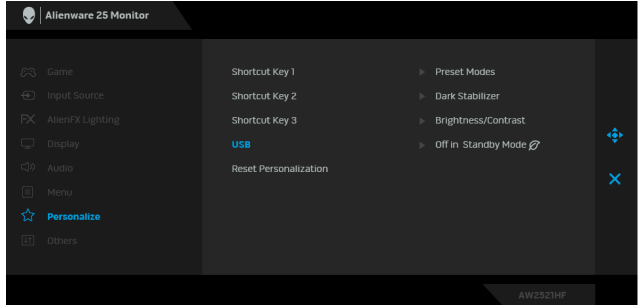 Alienware 25 Monitor
Game
Input Source
FX AlienFX Lighting
Display
Audio
Menu
Personalize
Others
Shortcut Key 1 Preset Modes
Shortcut Key 2 Dark Stabilizer
Shortcut Key 3 Brightness/Contrast
USB Off in Standby Mode
Reset Personalization
AW2521HF